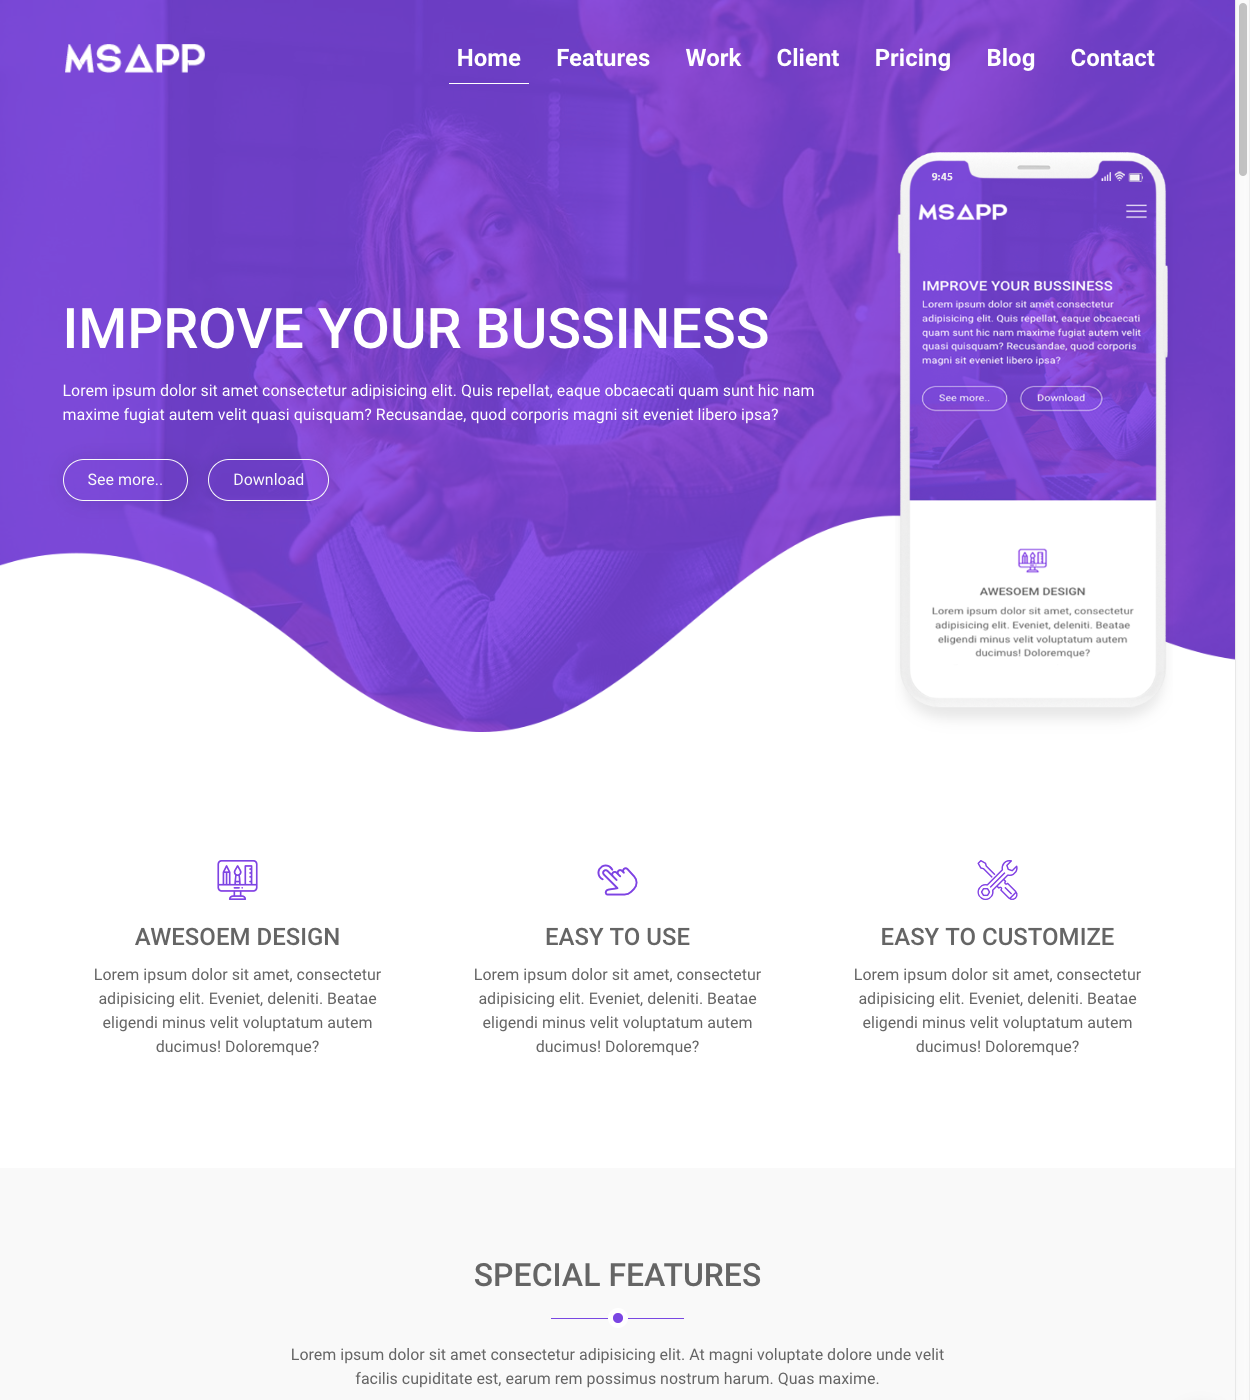 MSAPP
Home Features Work Client Pricing Blog Contact
9:45
MSAPP
IMPROVE YOUR BUSSINESS
Lorem ipsum dolor sit amet consectetur
adipisicing elit. Quis repellat, eaque obcaecati
quam sunt hic nam maxime fugiat autem velit
quasi quisquam? Recusandae, quod corporis
magni sit eveniet libero ipsa?
See more.. Download
AWESOEM DESIGN
Lorem ipsum dolor sit amet, consectetur
adipisicing elit. Eveniet, deleniti. Beatae
eligendi minus velit voluptatum autem
ducimus! Doloremque?
IMPROVE YOUR BUSSINESS
Lorem ipsum dolor sit amet consectetur adipisicing elit. Quis repellat, eaque obcaecati quam sunt hic nam
maxime fugiat autem velit quasi quisquam? Recusandae, quod corporis magni sit eveniet libero ipsa?
See more.. Download
AWESOEM DESIGN
Lorem ipsum dolor sit amet, consectetur
adipisicing elit. Eveniet, deleniti. Beatae
eligendi minus velit voluptatum autem
ducimus! Doloremque?
EASY TO USE
Lorem ipsum dolor sit amet, consectetur
adipisicing elit. Eveniet, deleniti. Beatae
eligendi minus velit voluptatum autem
ducimus! Doloremque?
EASY TO CUSTOMIZE
Lorem ipsum dolor sit amet, consectetur
adipisicing elit. Eveniet, deleniti. Beatae
eligendi minus velit voluptatum autem
ducimus! Doloremque?
SPECIAL FEATURES
Lorem ipsum dolor sit amet consectetur adipisicing elit. At magni voluptate dolore unde velit
facilis cupiditate est, earum rem possimus nostrum harum. Quas maxime.